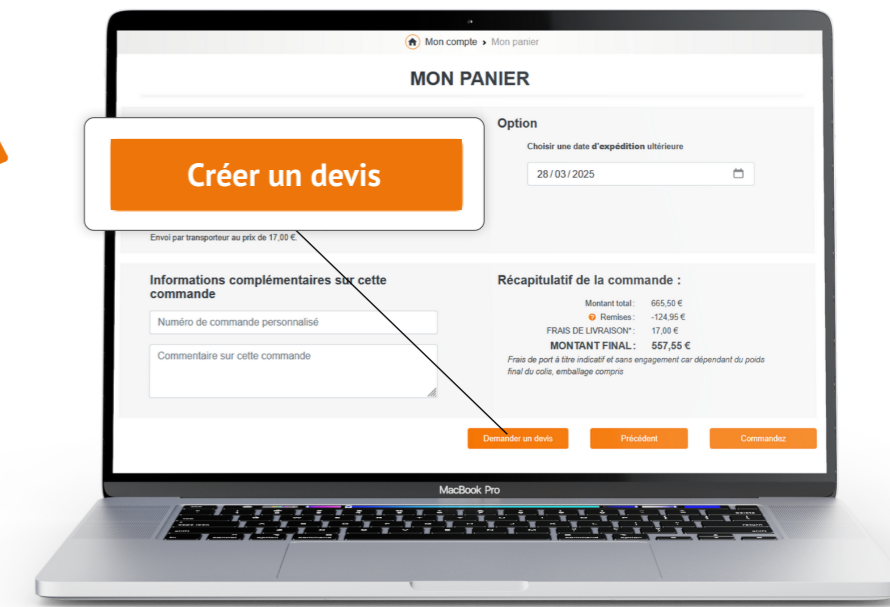 Mon compte › Mon panier
MON PANIER
Créer un devis
Envoi par transporteur au prix de 17,00 €.
Option
Choisir une date d'expédition ultérieure
28/03/2025
Informations complémentaires sur cette
commande
Numéro de commande personnalisé
Commentaire sur cette commande
Récapitulatif de la commande :
Montant total : 665,50 €
Remises : -124,95 €
FRAIS DE LIVRAISON* : 17,00 €
MONTANT FINAL : 557,55 €
Frais de port à titre indicatif et sans engagement car dépendant du poids
final du colis, emballage compris
Demander un devis
Précédent
Commandez
MacBook Pro